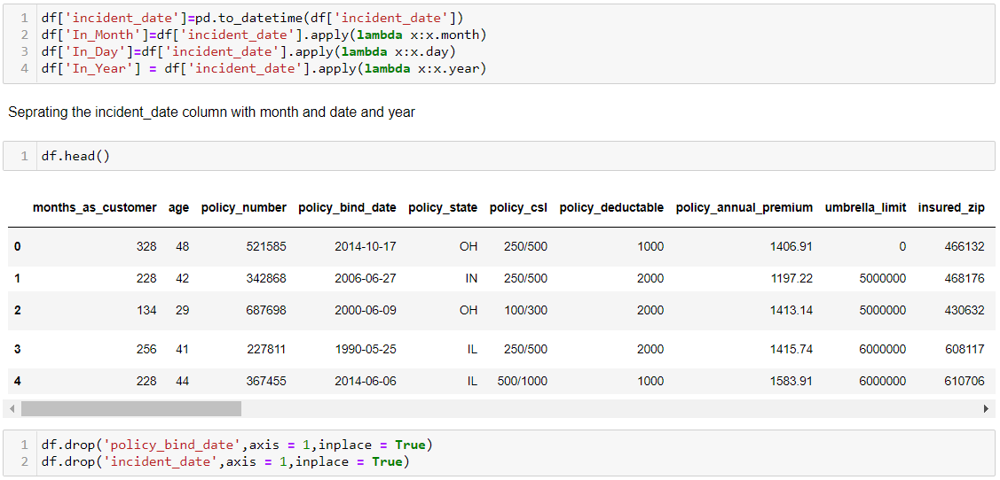 1 df['incident_date']=pd.to_datetime(df['incident_date'])
2 df['In_Month']=df['incident_date'].apply(lambda x:x.month)
3 df['In_Day']=df['incident_date'].apply(lambda x:x.day)
4 df['In_Year'] = df['incident_date'].apply(lambda x:x.year)
Seprating the incident_date column with month and date and year
1 df.head()
months_as_customer age policy_number policy_bind_date policy_state policy_csl policy_deductable policy_annual_premium umbrella_limit insured_zip
0 328 48 521585 2014-10-17 OH 250/500 1000 1406.91 0 466132
1 228 42 342868 2006-06-27 IN 250/500 2000 1197.22 5000000 468176
2 134 29 687698 2000-06-09 OH 100/300 2000 1413.14 5000000 430632
3 256 41 227811 1990-05-25 IL 250/500 2000 1415.74 6000000 608117
4 228 44 367455 2014-06-06 IL 500/1000 1000 1583.91 6000000 610706
1 df.drop('policy_bind_date',axis = 1,inplace = True)
2 df.drop('incident_date',axis = 1,inplace = True)